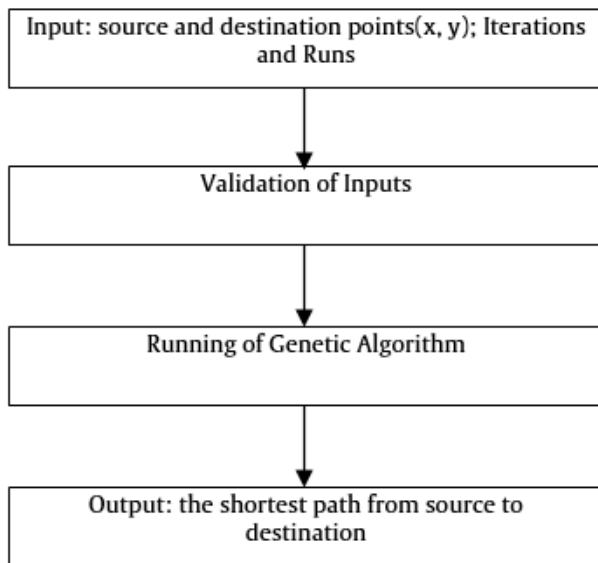 Input: source and destination points(x, y); Iterations
and Runs
Validation of Inputs
Running of Genetic Algorithm
Output: the shortest path from source to
destination